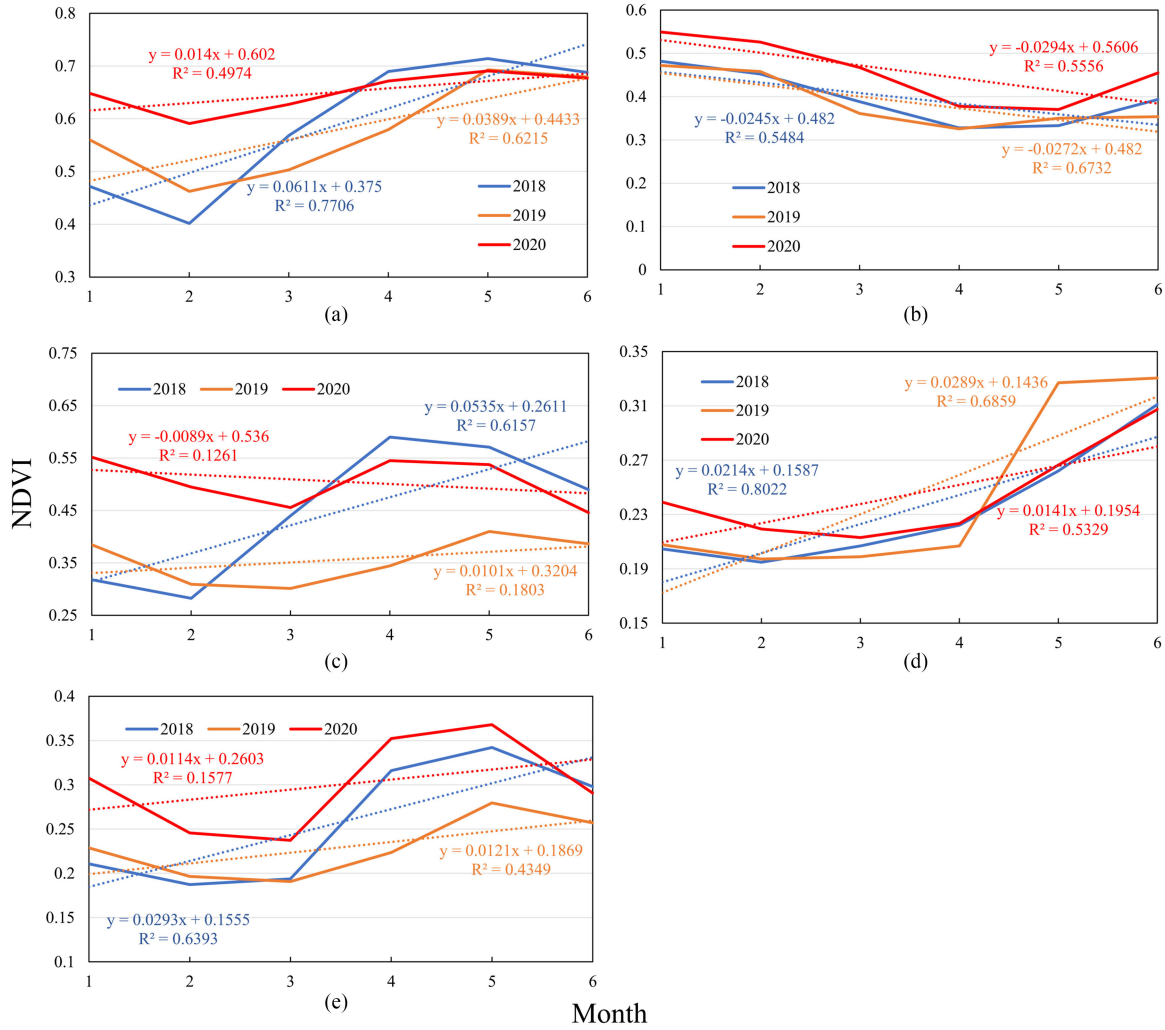 0.8
0.7
0.6
0.5
0.4
0.3
y = 0.014x + 0.602
R² = 0.4974
y = 0.0389x + 0.4433
R² = 0.6215
y = 0.0611x + 0.375
R² = 0.7706
2018
2019
2020
1 2 3 4 5 6
(a)
0.6
0.5
0.4
0.3
0.2
0.1
0
y = -0.0294x + 0.5606
R² = 0.5556
y = -0.0245x + 0.482
R² = 0.5484
y = -0.0272x + 0.482
R² = 0.6732
2018
2019
2020
1 2 3 4 5 6
(b)
NDVI
0.75
0.65
0.55
0.45
0.35
0.25
2018 2019 2020
y = 0.0535x + 0.2611
R² = 0.6157
y = -0.0089x + 0.536
R² = 0.1261
y = 0.0101x + 0.3204
R² = 0.1803
1 2 3 4 5 6
(c)
0.35
0.31
0.27
0.23
0.19
0.15
2018
2019
2020
y = 0.0289x + 0.1436
R² = 0.6859
y = 0.0214x + 0.1587
R² = 0.8022
y = 0.0141x + 0.1954
R² = 0.5329
1 2 3 4 5 6
(d)
0.4
0.35
0.3
0.25
0.2
0.15
0.1
2018 2019 2020
y = 0.0114x + 0.2603
R² = 0.1577
y = 0.0121x + 0.1869
R² = 0.4349
y = 0.0293x + 0.1555
R² = 0.6393
1 2 3 4 5 6
(e)
Month